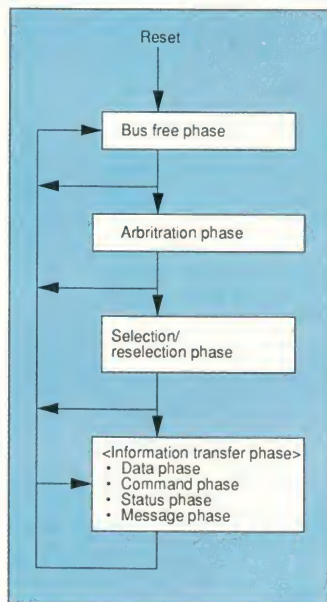 Reset
Bus free phase
Arbritration phase
Selection/
reselection phase
<Information transfer phase>
• Data phase
• Command phase
• Status phase
• Message phase